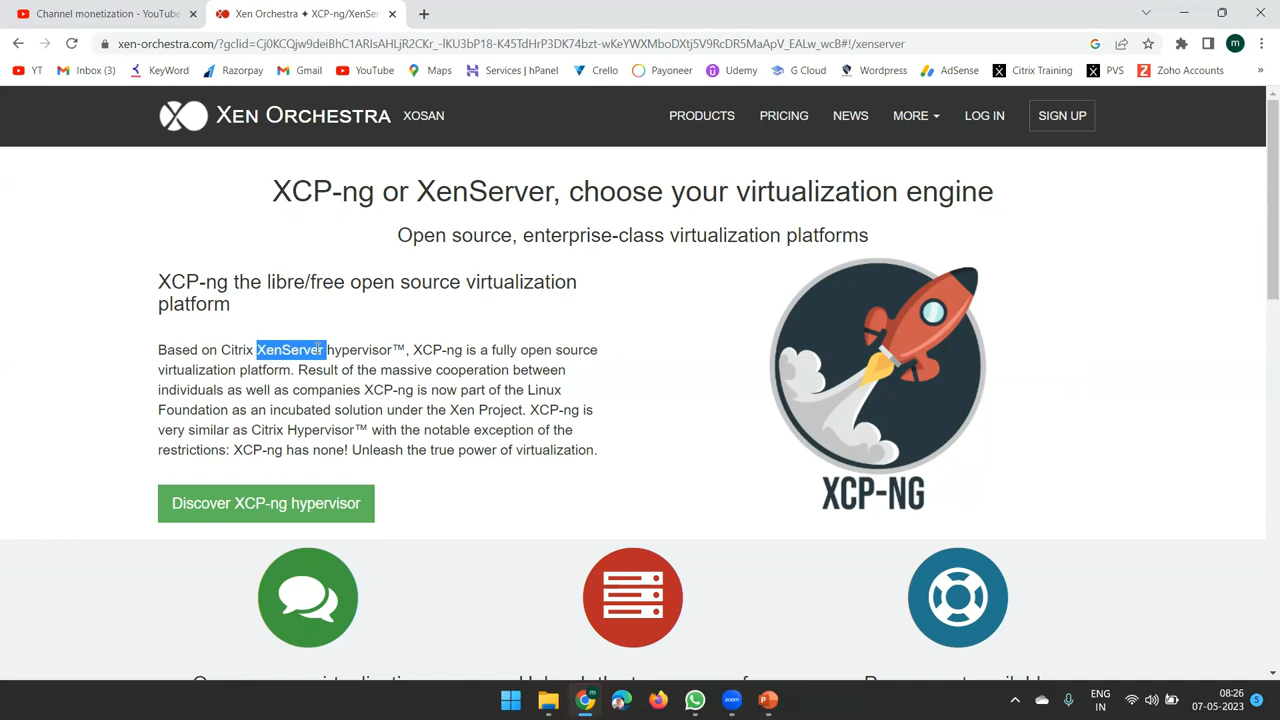 Channel monetization - YouTube
Xen Orchestra ✦ XCP-ng/XenSer
xen-orchestra.com/?gclid=Cj0KCQjw9deiBhC1ARIsAHLjR2CKr_-lKU3bP18-K45TdHP3DK74bzt-wKeYWXMboDXtj5V9RcDR5MaApV_EALw_wcB#!/xenserver
YT Inbox (3) KeyWord Razorpay Gmail YouTube Maps Services | hPanel Crello Payoneer Udemy G Cloud Wordpress AdSense Citrix Training PVS Zoho Accounts »
XEN ORCHESTRA XOSAN PRODUCTS PRICING NEWS MORE LOG IN SIGN UP
XCP-ng or XenServer, choose your virtualization engine
Open source, enterprise-class virtualization platforms
XCP-ng the libre/free open source virtualization
platform
Based on Citrix XenServer hypervisor™, XCP-ng is a fully open source
virtualization platform. Result of the massive cooperation between
individuals as well as companies XCP-ng is now part of the Linux
Foundation as an incubated solution under the Xen Project. XCP-ng is
very similar as Citrix Hypervisor™ with the notable exception of the
restrictions: XCP-ng has none! Unleash the true power of virtualization.
Discover XCP-ng hypervisor
XCP-NG
zoom
ENG
IN
08:26
07-05-2023
5